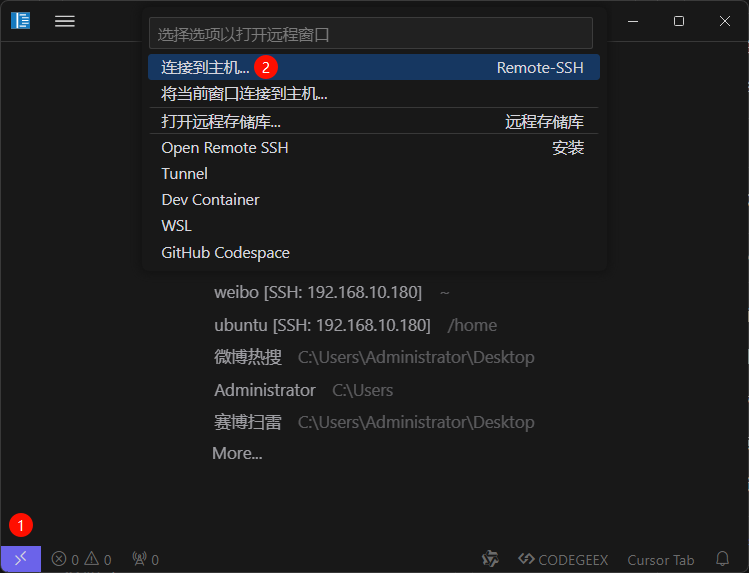 选择选项以打开远程窗口
连接到主机... 2 Remote-SSH
将当前窗口连接到主机...
打开远程存储库... 远程存储库
Open Remote SSH 安装
Tunnel
Dev Container
WSL
GitHub Codespace
weibo [SSH: 192.168.10.180] ~
ubuntu [SSH: 192.168.10.180] /home
微博热搜 C:\Users\Administrator\Desktop
Administrator C:\Users
赛博扫雷 C:\Users\Administrator\Desktop
More...
1
0 0 0 CODEGEEX Cursor Tab